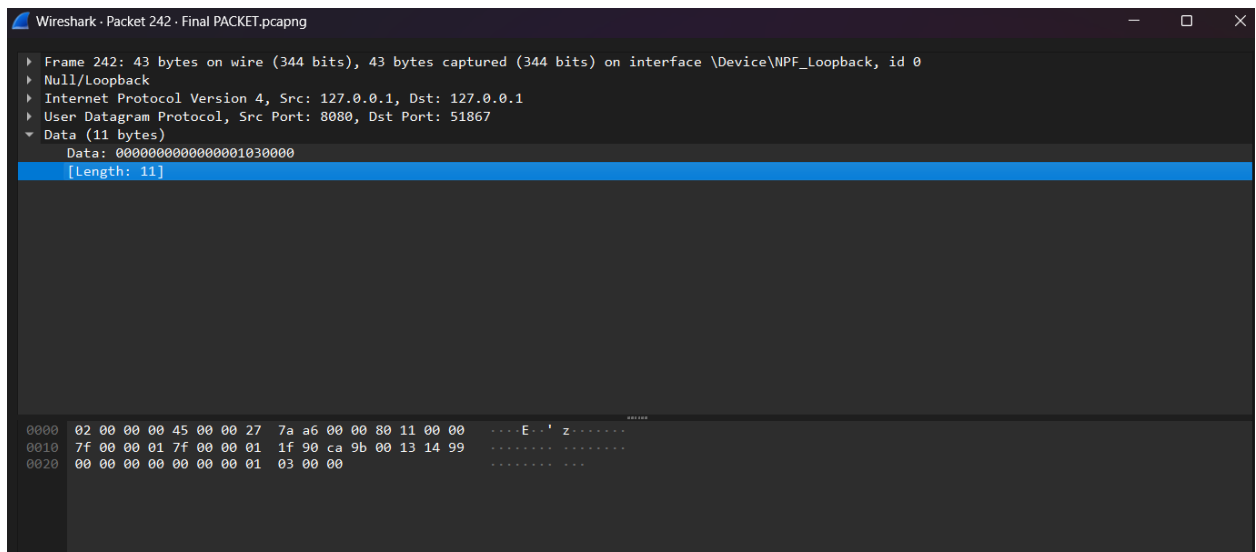 Wireshark · Packet 242 · Final PACKET.pcapng
Frame 242: 43 bytes on wire (344 bits), 43 bytes captured (344 bits) on interface \Device\NPF_Loopback, id 0
Null/Loopback
Internet Protocol Version 4, Src: 127.0.0.1, Dst: 127.0.0.1
User Datagram Protocol, Src Port: 8080, Dst Port: 51867
Data (11 bytes)
Data: 0000000000000001030000
[Length: 11]
0000 02 00 00 00 45 00 00 27 7a a6 00 00 80 11 00 00 ····E··' z·······
0010 7f 00 00 01 7f 00 00 01 1f 90 ca 9b 00 13 14 99 ········ ········
0020 00 00 00 00 00 00 00 01 03 00 00 ········ ···